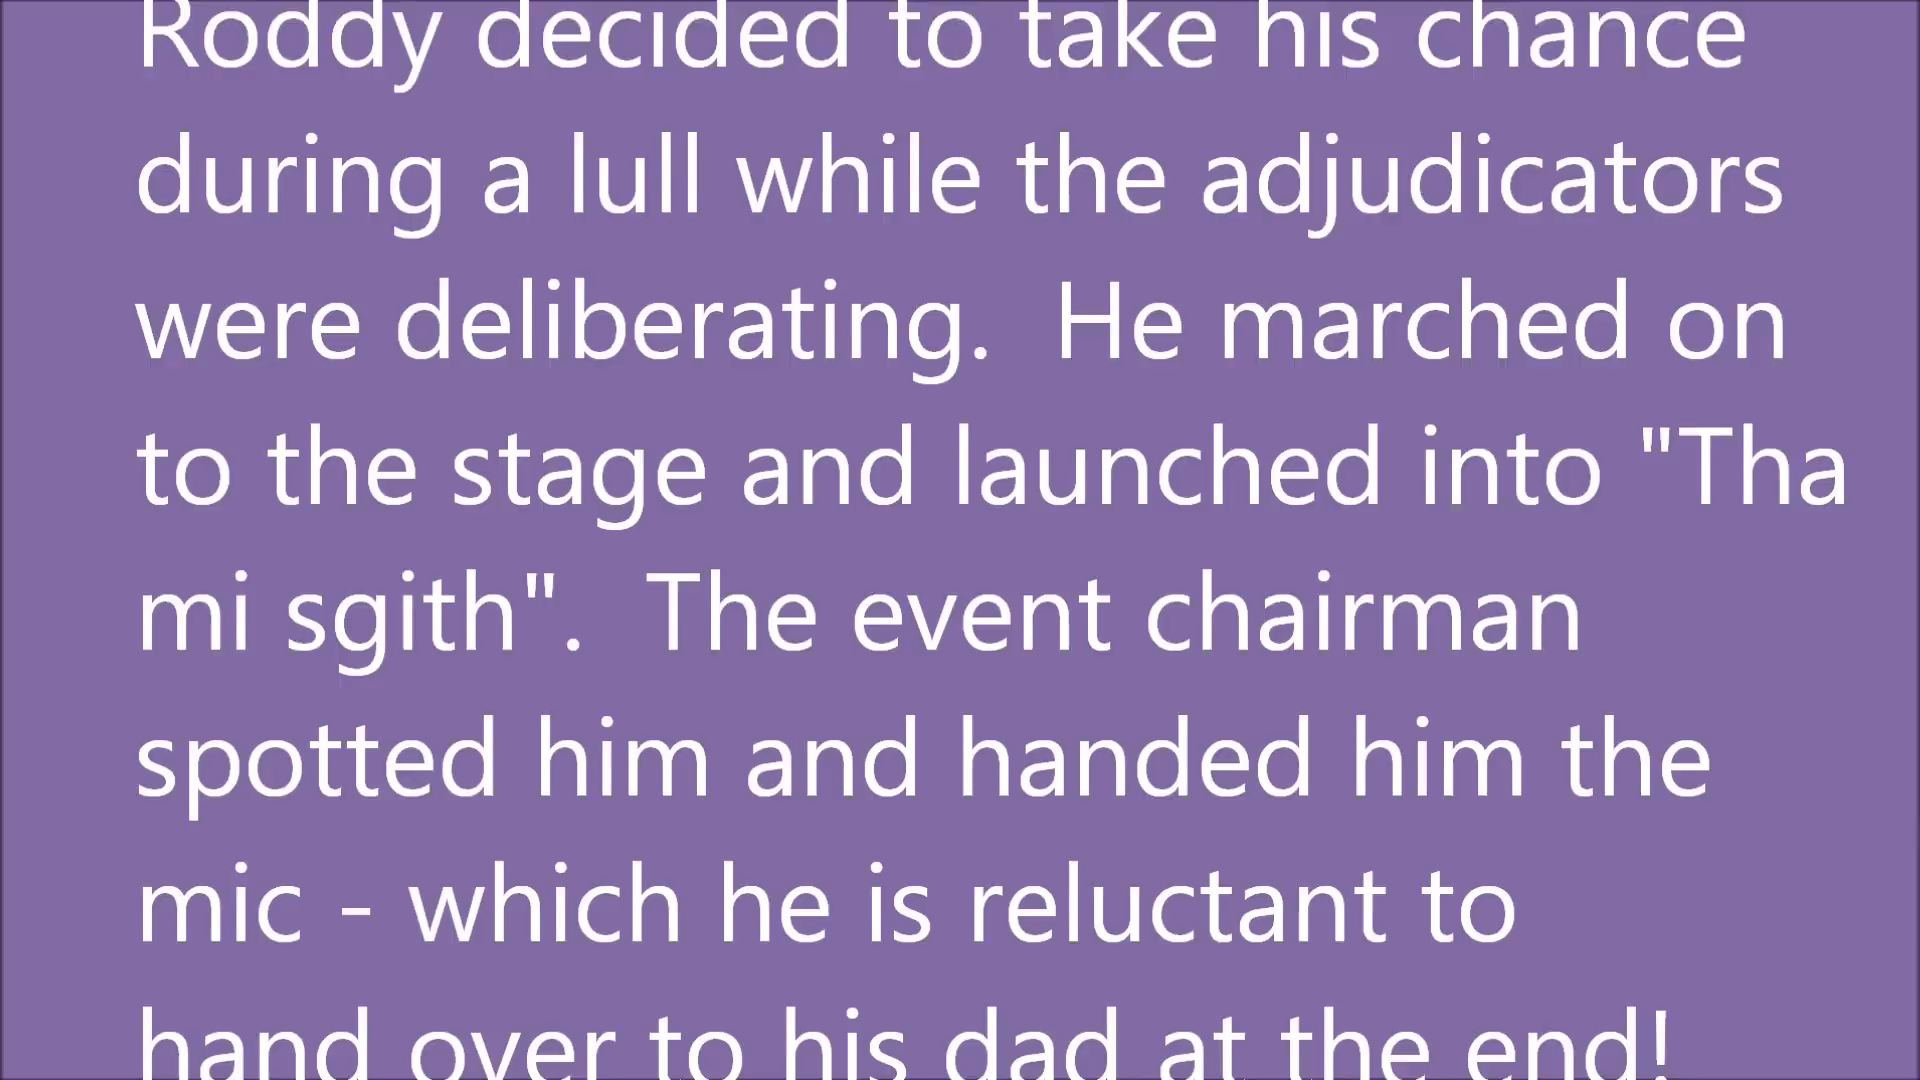 Roddy decided to take his chance
during a lull while the adjudicators
were deliberating.  He marched on
to the stage and launched into "Tha
mi sgith".  The event chairman
spotted him and handed him the
mic - which he is reluctant to
hand over to his dad at the end!